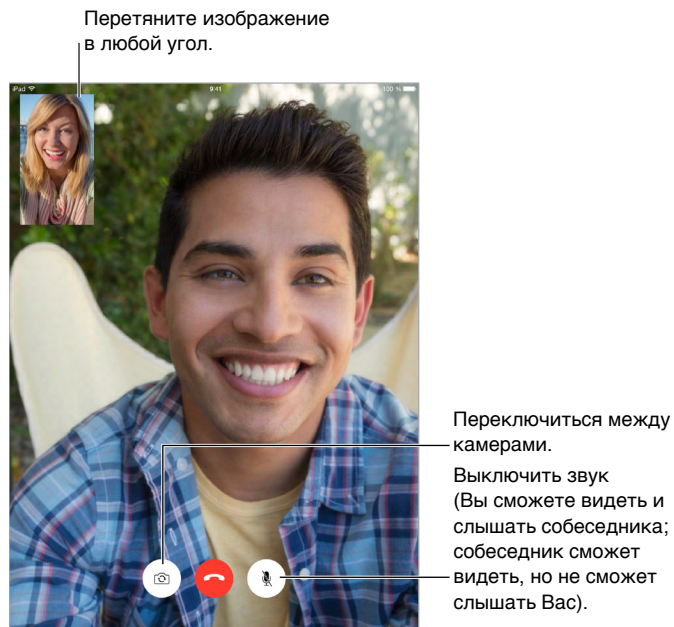 Перетяните изображение
в любой угол.
iPad 9:41 100 %
Переключиться между
камерами.
Выключить звук
(Вы сможете видеть и
слышать собеседника;
собеседник сможет
видеть, но не сможет
слышать Вас).